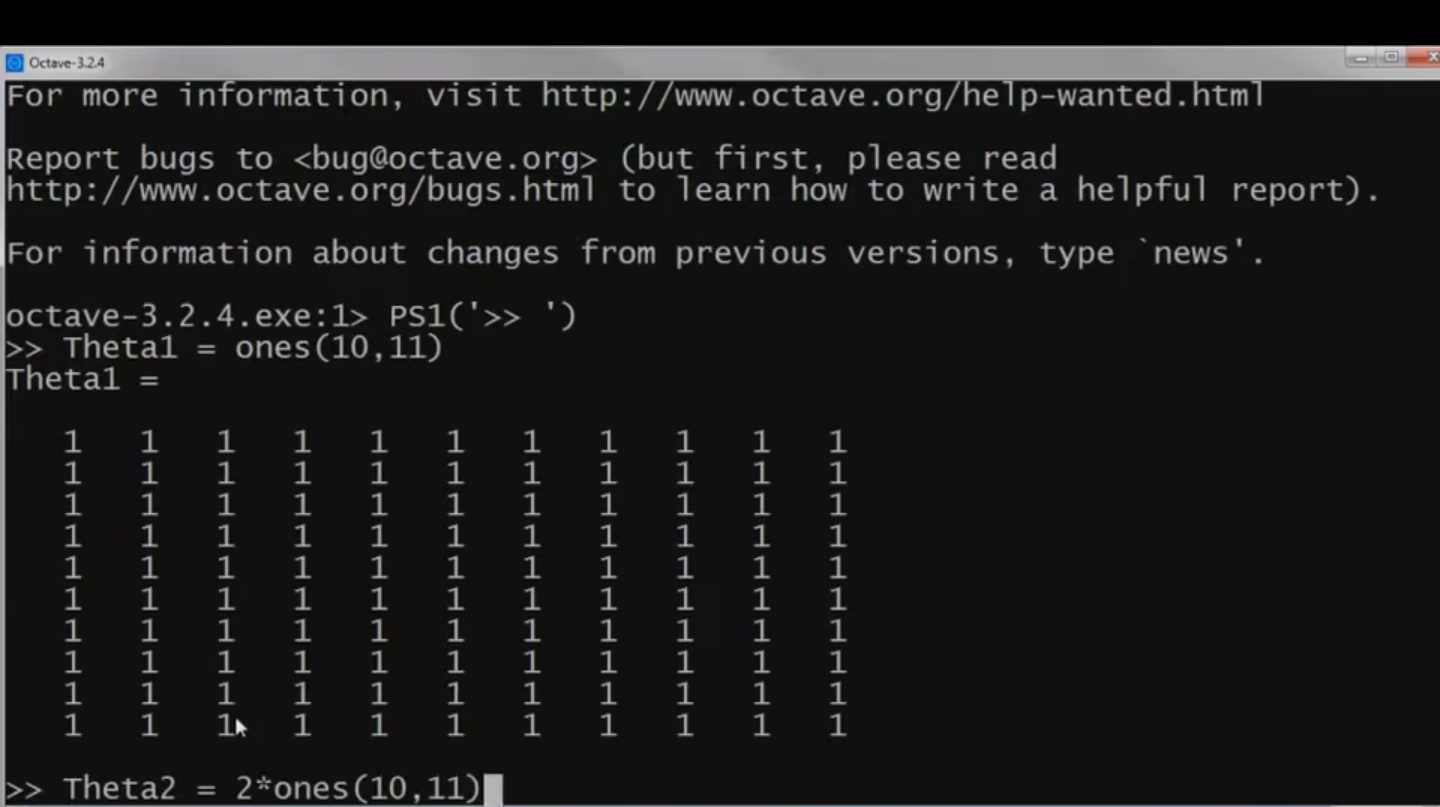 Octave-3.2.4
For more information, visit http://www.octave.org/help-wanted.html
Report bugs to <bug@octave.org> (but first, please read
http://www.octave.org/bugs.html to learn how to write a helpful report).
For information about changes from previous versions, type `news'.
octave-3.2.4.exe:1> PS1('>> ')
>> Theta1 = ones(10,11)
Theta1 =
1 1 1 1 1 1 1 1 1 1 1
1 1 1 1 1 1 1 1 1 1 1
1 1 1 1 1 1 1 1 1 1 1
1 1 1 1 1 1 1 1 1 1 1
1 1 1 1 1 1 1 1 1 1 1
1 1 1 1 1 1 1 1 1 1 1
1 1 1 1 1 1 1 1 1 1 1
1 1 1 1 1 1 1 1 1 1 1
1 1 1 1 1 1 1 1 1 1 1
1 1 1 1 1 1 1 1 1 1 1
>> Theta2 = 2*ones(10,11)